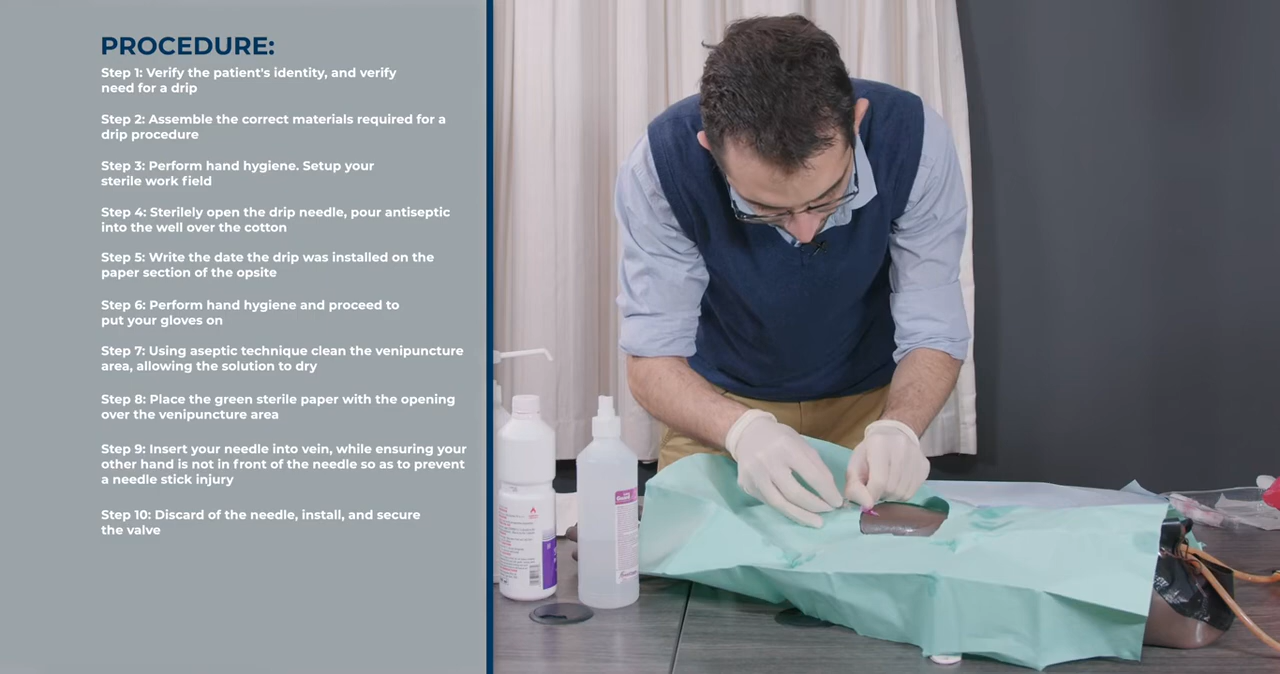 PROCEDURE:
Step 1: Verify the patient's identity, and verify
need for a drip
Step 2: Assemble the correct materials required for a
drip procedure
Step 3: Perform hand hygiene. Setup your
sterile work field
Step 4: Sterilely open the drip needle, pour antiseptic
into the well over the cotton
Step 5: Write the date the drip was installed on the
paper section of the opsite
Step 6: Perform hand hygiene and proceed to
put your gloves on
Step 7: Using aseptic technique clean the venipuncture
area, allowing the solution to dry
Step 8: Place the green sterile paper with the opening
over the venipuncture area
Step 9: Insert your needle into vein, while ensuring your
other hand is not in front of the needle so as to prevent
a needle stick injury
Step 10: Discard of the needle, install, and secure
the valve